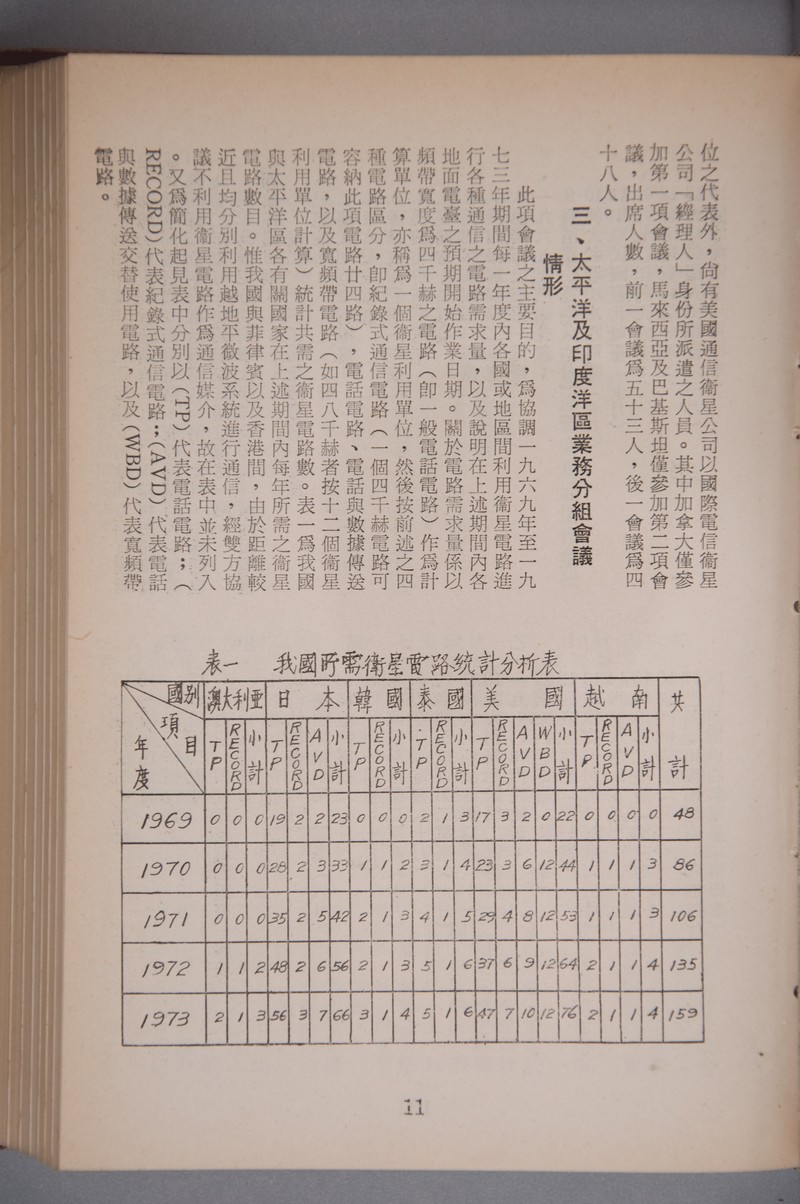 位之代表外，尙有美國通信衞星公司以國際電信衞星
公司「經理人」身份所派遣之人員。其中加拿大僅參
加第一項會議，馬來西亞及巴基斯坦僅參加第二項會
議，出席人數，前一會議爲五十三人，後一會議爲四
十八人。
三、太平洋及印度洋區業務分組會議
情形
此項會議之主要目的，爲協調一九六九年至一九
七三年期間每一年度內各國或地區間利用衞星電路進
行各種通信之電路需求量，以及說明在上述期間內各
地面電臺之預期開始作業日期。關於電路需求量係以
頻帶寬度爲四千赫之電路（卽一般電話電路）作爲計
算單位，亦稱爲一個衞星利用單位，然後按前述之四
種電路區分，卽紀錄式通信電路（一個四千赫電路可
容納此項電路廿四路），電話電路、電話與數據傳送
電路，以及寬頻帶電路（如四八千赫者按十二個衞星
利用單位計算）統計共需之衞星電路數。表一爲我國
與太平洋區各有關國家在上述期間內每年所需之衞星
電路數目。惟我國與菲律賓以及香港間，由於距離較
近且均分別利用越地平微波系統進行通信，經雙方協
議不利用衞星電路作爲通信媒介，故在表中並未列入
。又爲簡化起見表中分別以（TP）代表電話電路；（
RECORD）代表紀錄式通信電路；（AVD）代表電話
與數據傳送交替使用電路，以及（WBD）代表寬頻帶
電路。
表一 我國所需衛星電路統計分析表
國别 項目 年度 澳大利亜 日本 韓國 泰國 美國 越南 共計
TP RECORD 小計 TP RECORD AVD 小計 TP RECORD 小計 TP RECORD 小計 TP RECORD AVD WBD 小計 TP RECORD AVD 小計
1969 0 0 0 19 2 2 23 0 0 0 2 1 3 17 3 2 0 22 0 0 0 0 48
1970 0 0 0 28 2 3 33 1 1 2 3 1 4 23 3 6 12 44 1 1 1 3 86
1971 0 0 0 35 2 5 42 2 1 3 4 1 5 29 4 8 12 53 1 1 1 3 106
1972 1 1 2 48 2 6 56 2 1 3 5 1 6 37 6 9 12 64 2 1 1 4 135
1973 2 1 3 56 3 7 66 3 1 4 5 1 6 47 7 10 12 76 2 1 1 4 159
11